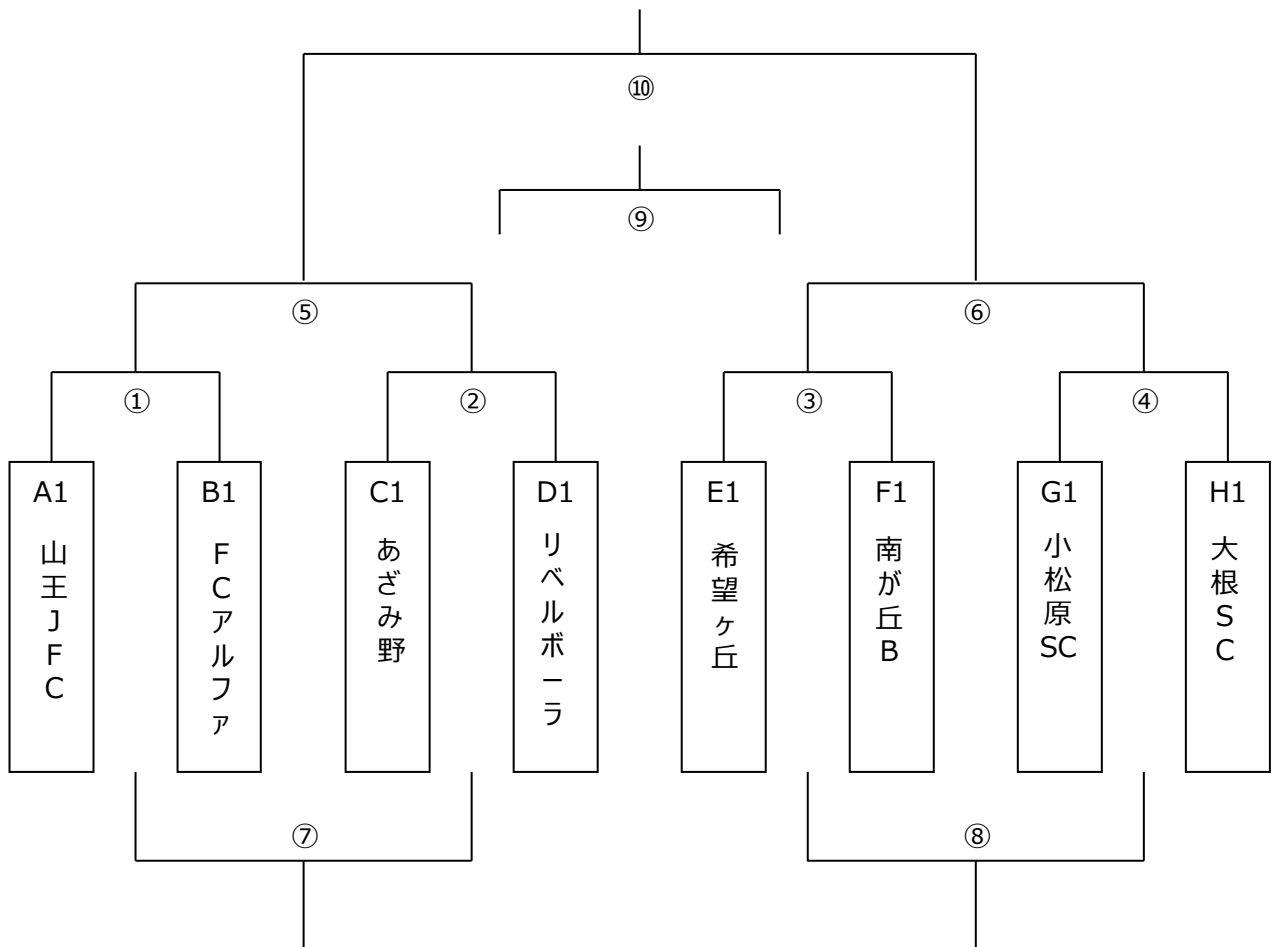 ⑩
⑨
⑤
⑥
①
②
③
④
A1
山王JFC
B1
FCアルファ
C1
あざみ野
D1
リベルボーラ
E1
希望ヶ丘
F1
南が丘B
G1
小松原SC
H1
大根SC
⑦
⑧